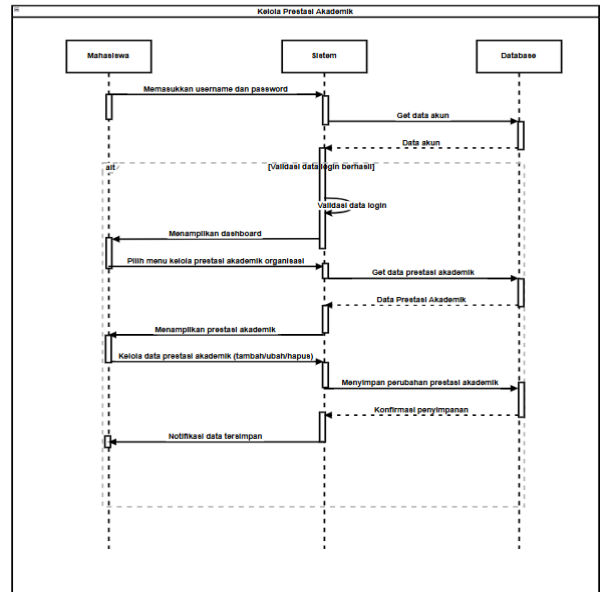 Kelola Prestasi Akademik
Mahasiswa
Sistem
Database
Memasukkan username dan password
Get data akun
Data akun
alt
[Validasi data login berhasil]
Validasi data login
Menampilkan dashboard
Pilih menu kelola prestasi akademik organisasi
Get data prestasi akademik
Data Prestasi Akademik
Menampilkan prestasi akademik
Kelola data prestasi akademik (tambah/ubah/hapus)
Menyimpan perubahan prestasi akademik
Konfirmasi penyimpanan
Notifikasi data tersimpan